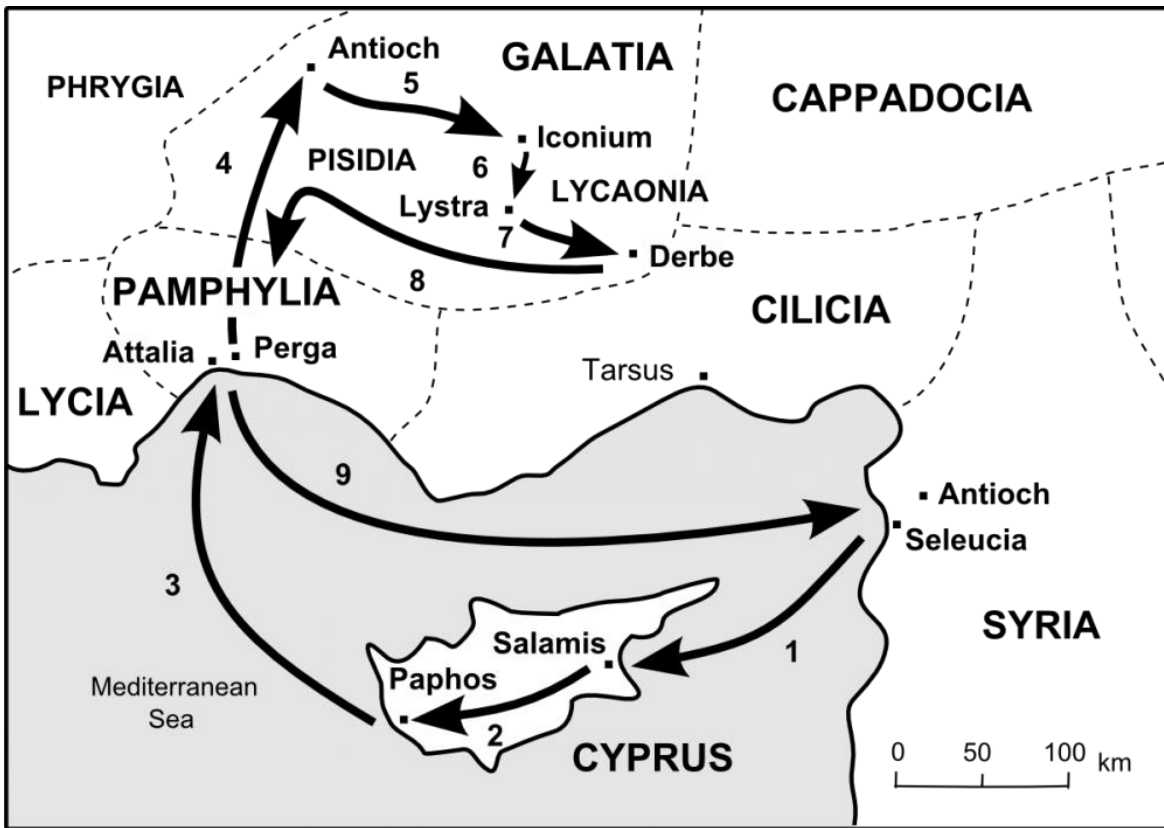 Antioch
GALATIA
PHRYGIA
5
CAPPADOCIA
4
PISIDIA
6
Iconium
LYCAONIA
Lystra
7
Derbe
8
PAMPHYLIA
CILICIA
Attalia
Perga
Tarsus
LYCIA
9
Antioch
Seleucia
3
SYRIA
Salamis
1
Paphos
Mediterranean
Sea
2
CYPRUS
0 50 100 km